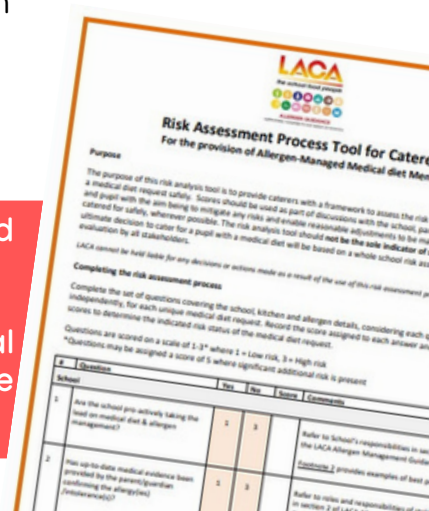 n
d
al
e
LACA
the school food people
ALLERGEN GUIDANCE
Risk Assessment Process Tool for Catere
For the provision of Allergen-Managed Medical diet Men
Purpose
The purpose of this risk analysis tool is to provide caterers with a framework to assess the risk
a medical diet request safely. Scores should be used as part of discussions with the school, pa
and pupil with the aim being to mitigate any risks and enable reasonable adjustments to be ma
catered for safely, wherever possible. The risk analysis tool should not be the sole indicator of
ultimate decision to cater for a pupil with a medical diet will be based on a whole school risk ass
evaluation by all stakeholders.
LACA cannot be held liable for any decisions or actions made as a result of the use of this risk assessment p
Completing the risk assessment process
Complete the set of questions covering the school, kitchen and allergen details, considering each q
independently, for each unique medical diet request. Record the score assigned to each answer and
scores to determine the indicated risk status of the medical diet request.
Questions are scored on a scale of 1-3* where 1 = Low risk, 3 = High risk
*Questions may be assigned a score of 5 where significant additional risk is present
# Question Yes No Score Comments
School
1 Are the school pro-actively taking the 1 3
lead on medical diet & allergen
management?
Refer to School's responsibilities in sec
the LACA Allergen Management Guida
Footnote 2 provides examples of best p
2 Has up-to-date medical evidence been 1 3
provided by the parent/guardian
confirming the allergy(ies)
/intolerance(s)?
Refer to roles and responsibilities of
in section 2 of LACA